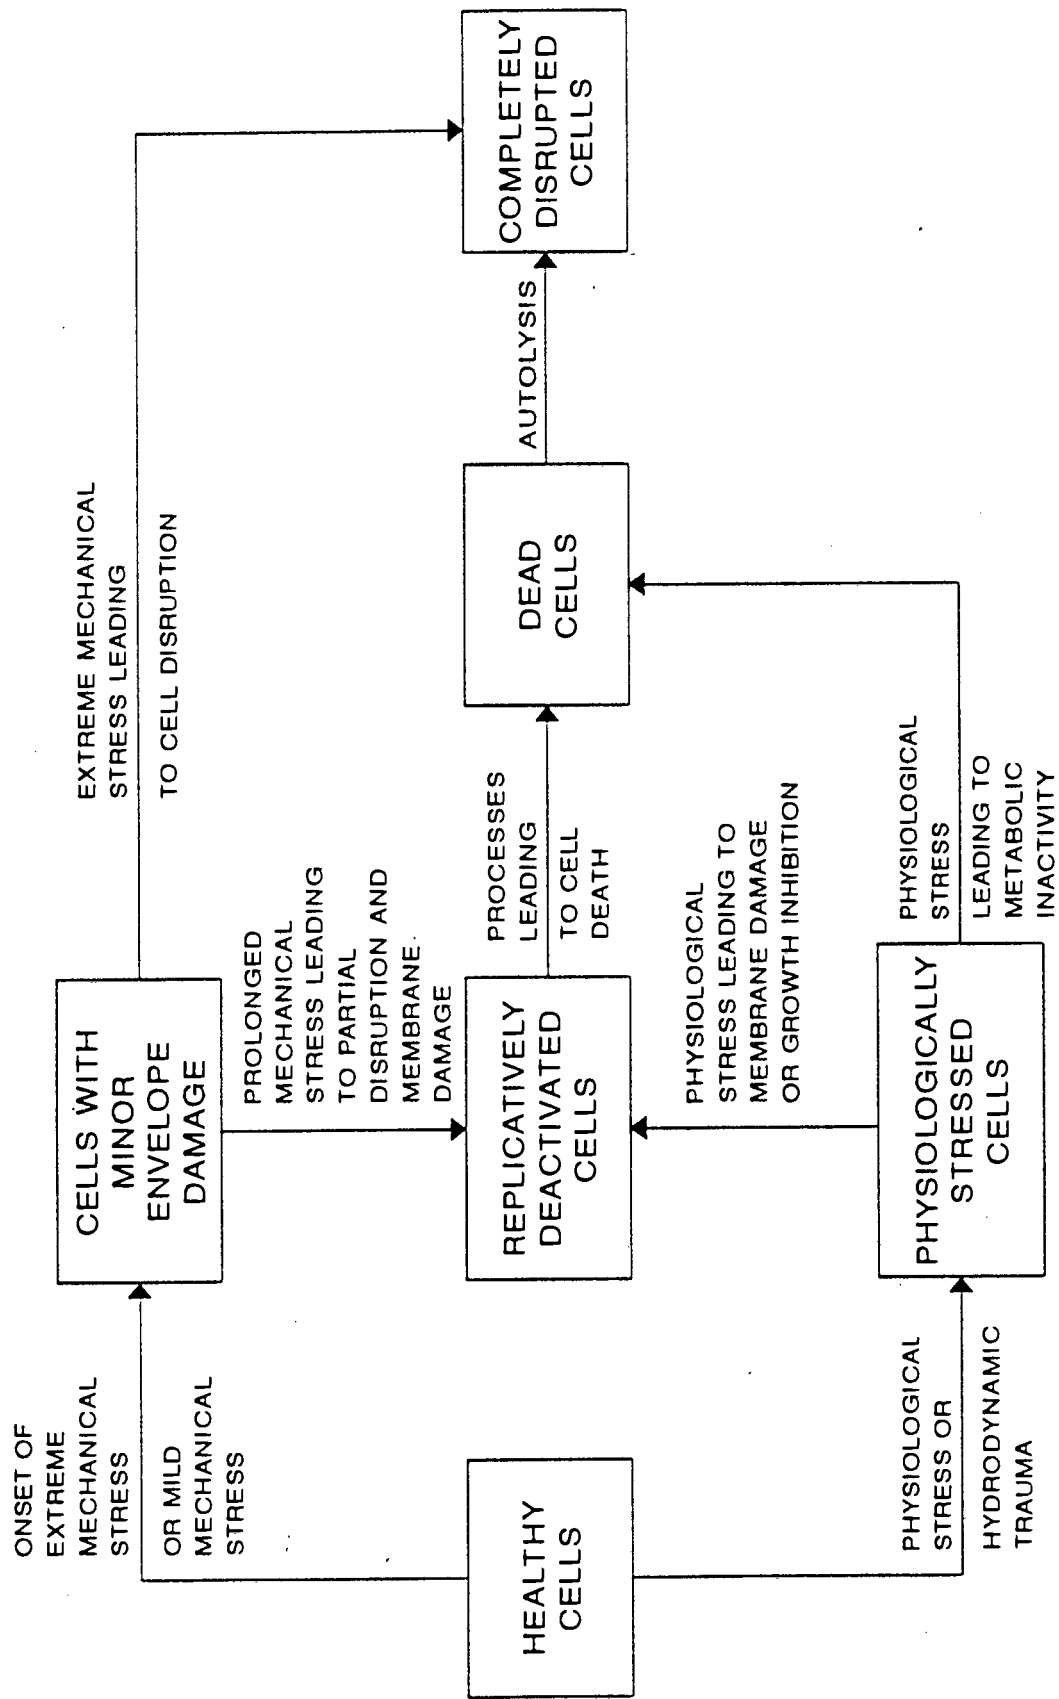 ONSET OF
EXTREME
MECHANICAL
STRESS
OR MILD
MECHANICAL
STRESS
EXTREME MECHANICAL
STRESS LEADING
TO CELL DISRUPTION
CELLS WITH
MINOR
ENVELOPE
DAMAGE
PROLONGED
MECHANICAL
STRESS LEADING
TO PARTIAL
DISRUPTION AND
MEMBRANE
DAMAGE
HEALTHY
CELLS
REPLICATIVELY
DEACTIVATED
CELLS
PROCESSES
LEADING
TO CELL
DEATH
DEAD
CELLS
AUTOLYSIS
COMPLETELY
DISRUPTED
CELLS
PHYSIOLOGICAL
STRESS LEADING TO
MEMBRANE DAMAGE
OR GROWTH INHIBITION
PHYSIOLOGICAL
STRESS OR
HYDRODYNAMIC
TRAUMA
PHYSIOLOGICALLY
STRESSED
CELLS
PHYSIOLOGICAL
STRESS
LEADING TO
METABOLIC
INACTIVITY